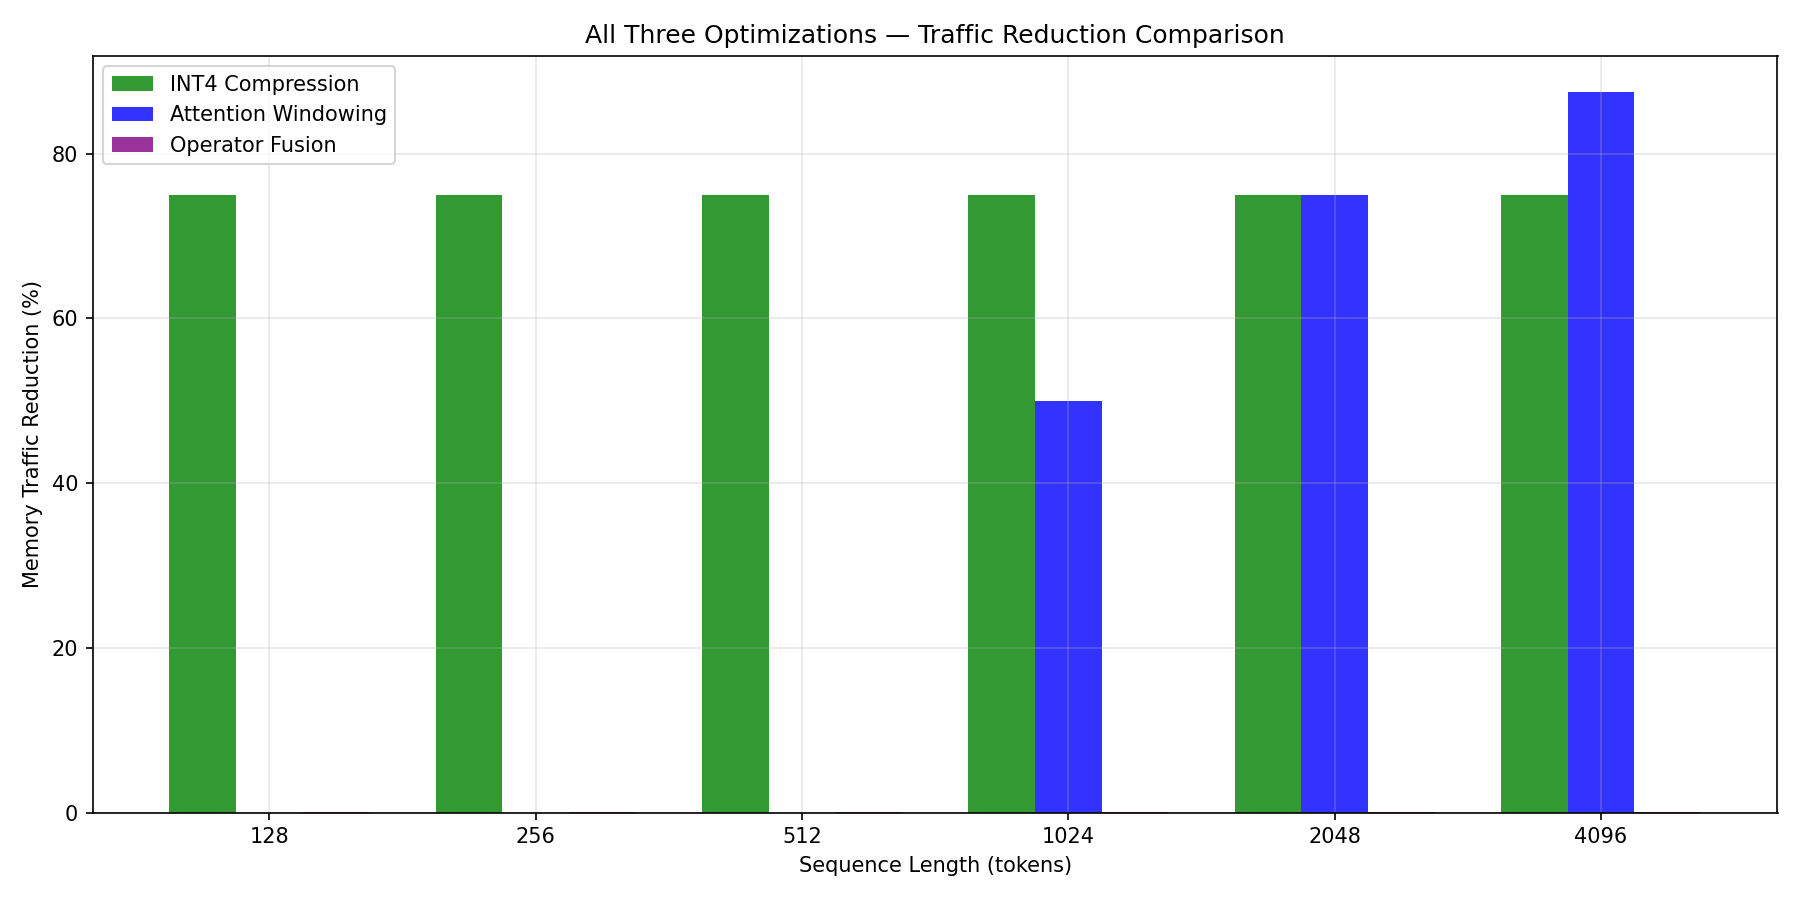 All Three Optimizations — Traffic Reduction Comparison
INT4 Compression
Attention Windowing
Operator Fusion
Memory Traffic Reduction (%)
80
60
40
20
0
128 256 512 1024 2048 4096
Sequence Length (tokens)